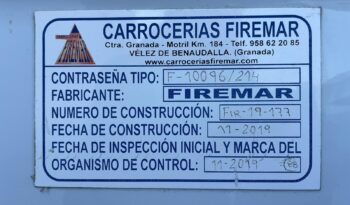 CARROCERIAS FIREMAR
Ctra. Granada - Motril Km. 184 - Telf. 958 62 20 85
VÉLEZ DE BENAUDALLA. (Granada)
www.carroceriasfiremar.com
CONTRASEÑA TIPO: F-10096/214
FABRICANTE: FIREMAR
NUMERO DE CONSTRUCCIÓN: FIR-19-177
FECHA DE CONSTRUCCIÓN: 11-2019
FECHA DE INSPECCIÓN INICIAL Y MARCA DEL
ORGANISMO DE CONTROL: 11-2019